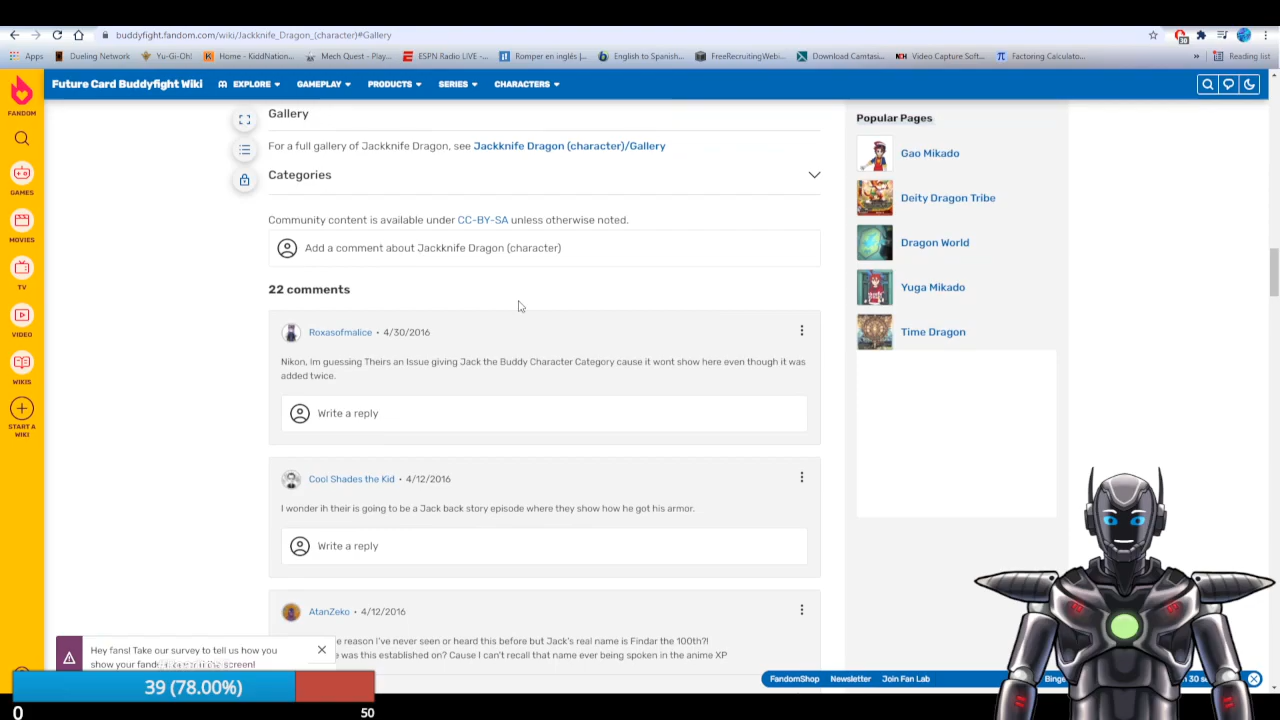 buddyfight.fandom.com/wiki/Jackknife_Dragon_(character)#Gallery
Apps Dueling Network Yu-Gi-Oh! Home - KiddNation... Mech Quest - Play... ESPN Radio LIVE -... Romper en inglés |... English to Spanish... FreeRecruitingWebi... Download Camtasi... Video Capture Soft... Factoring Calculato... » Reading list
Future Card Buddyfight Wiki EXPLORE GAMEPLAY PRODUCTS SERIES CHARACTERS
FANDOM
GAMES
MOVIES
TV
VIDEO
WIKIS
START A
WIKI
Gallery
For a full gallery of Jackknife Dragon, see Jackknife Dragon (character)/Gallery
Categories
Community content is available under CC-BY-SA unless otherwise noted.
Add a comment about Jackknife Dragon (character)
22 comments
Roxasofmalice • 4/30/2016
Nikon, Im guessing Theirs an Issue giving Jack the Buddy Character Category cause it wont show here even though it was
added twice.
Write a reply
Cool Shades the Kid • 4/12/2016
I wonder ih their is going to be a Jack back story episode where they show how he got his armor.
Write a reply
AtanZeko • 4/12/2016
e reason I've never seen or heard this before but Jack's real name is Findar the 100th?!
e was this established on? Cause I can't recall that name ever being spoken in the anime XP
Popular Pages
Gao Mikado
Deity Dragon Tribe
Dragon World
Yuga Mikado
Time Dragon
Hey fans! Take our survey to tell us how you
show your fand screen!
FandomShop Newsletter Join Fan Lab Binge
39 (78.00%)
0 50